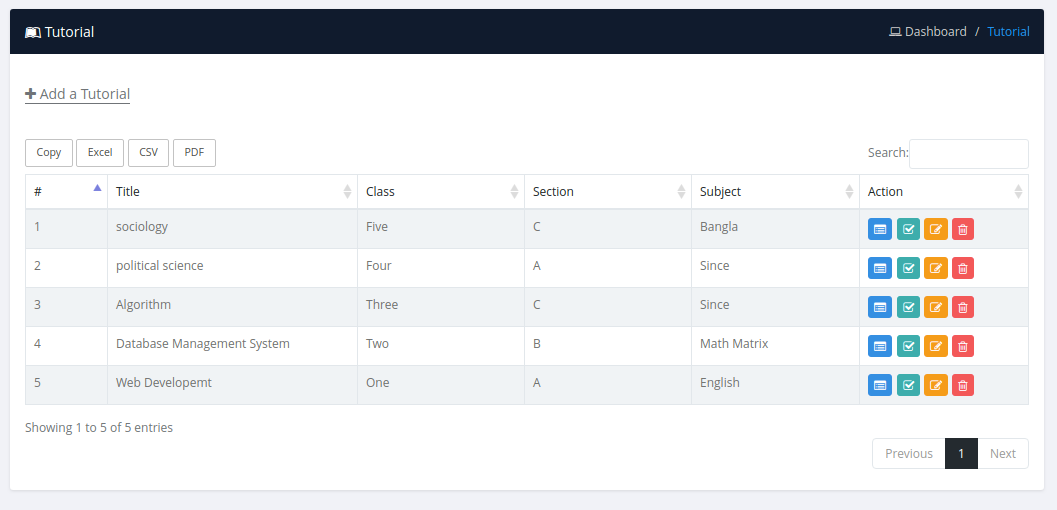 Tutorial
Dashboard / Tutorial
Add a Tutorial
Copy Excel CSV PDF
Search:
# Title Class Section Subject Action
1 sociology Five C Bangla
2 political science Four A Since
3 Algorithm Three C Since
4 Database Management System Two B Math Matrix
5 Web Developemt One A English
Showing 1 to 5 of 5 entries
Previous 1 Next